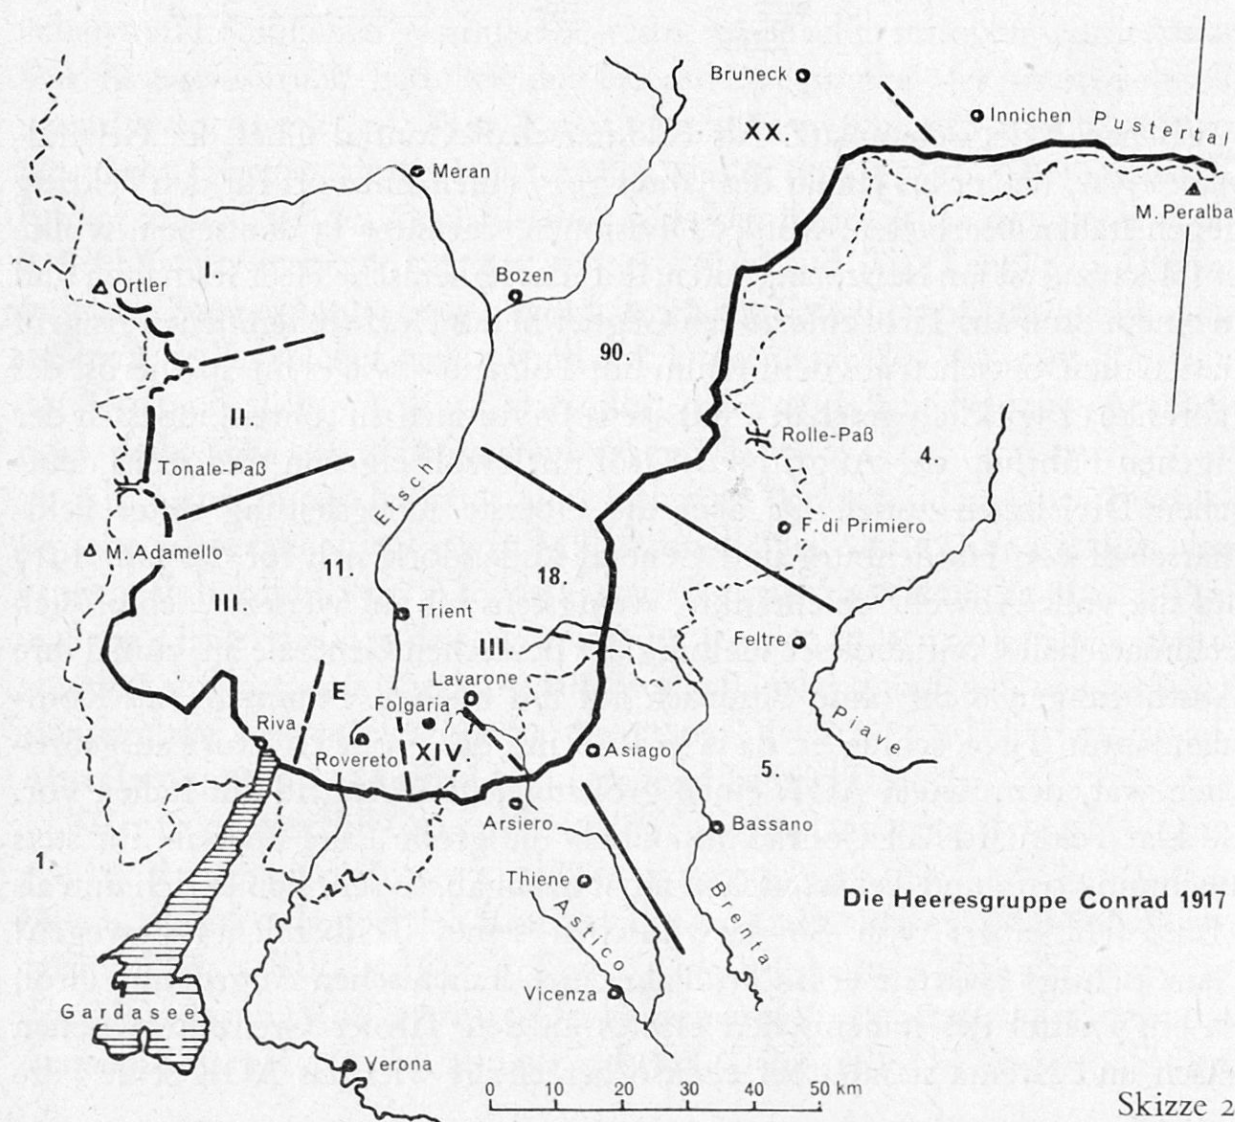 Bruneck
Innichen
Pustertal
XX.
Meran
M. Peralba
I.
Ortler
Bozen
90.
II.
Rolle-Paß
4.
Tonale-Paß
Etsch
F. di Primiero
M. Adamello
11.
18.
III.
Trient
Feltre
III.
Lavarone
E
Folgaria
Riva
Piave
XIV.
Asiago
Rovereto
5.
Arsiero
Bassano
1.
Thiene
Die Heeresgruppe Conrad 1917
Astico
Brenta
Vicenza
Gardasee
Verona
0 10 20 30 40 50 km
Skizze 2